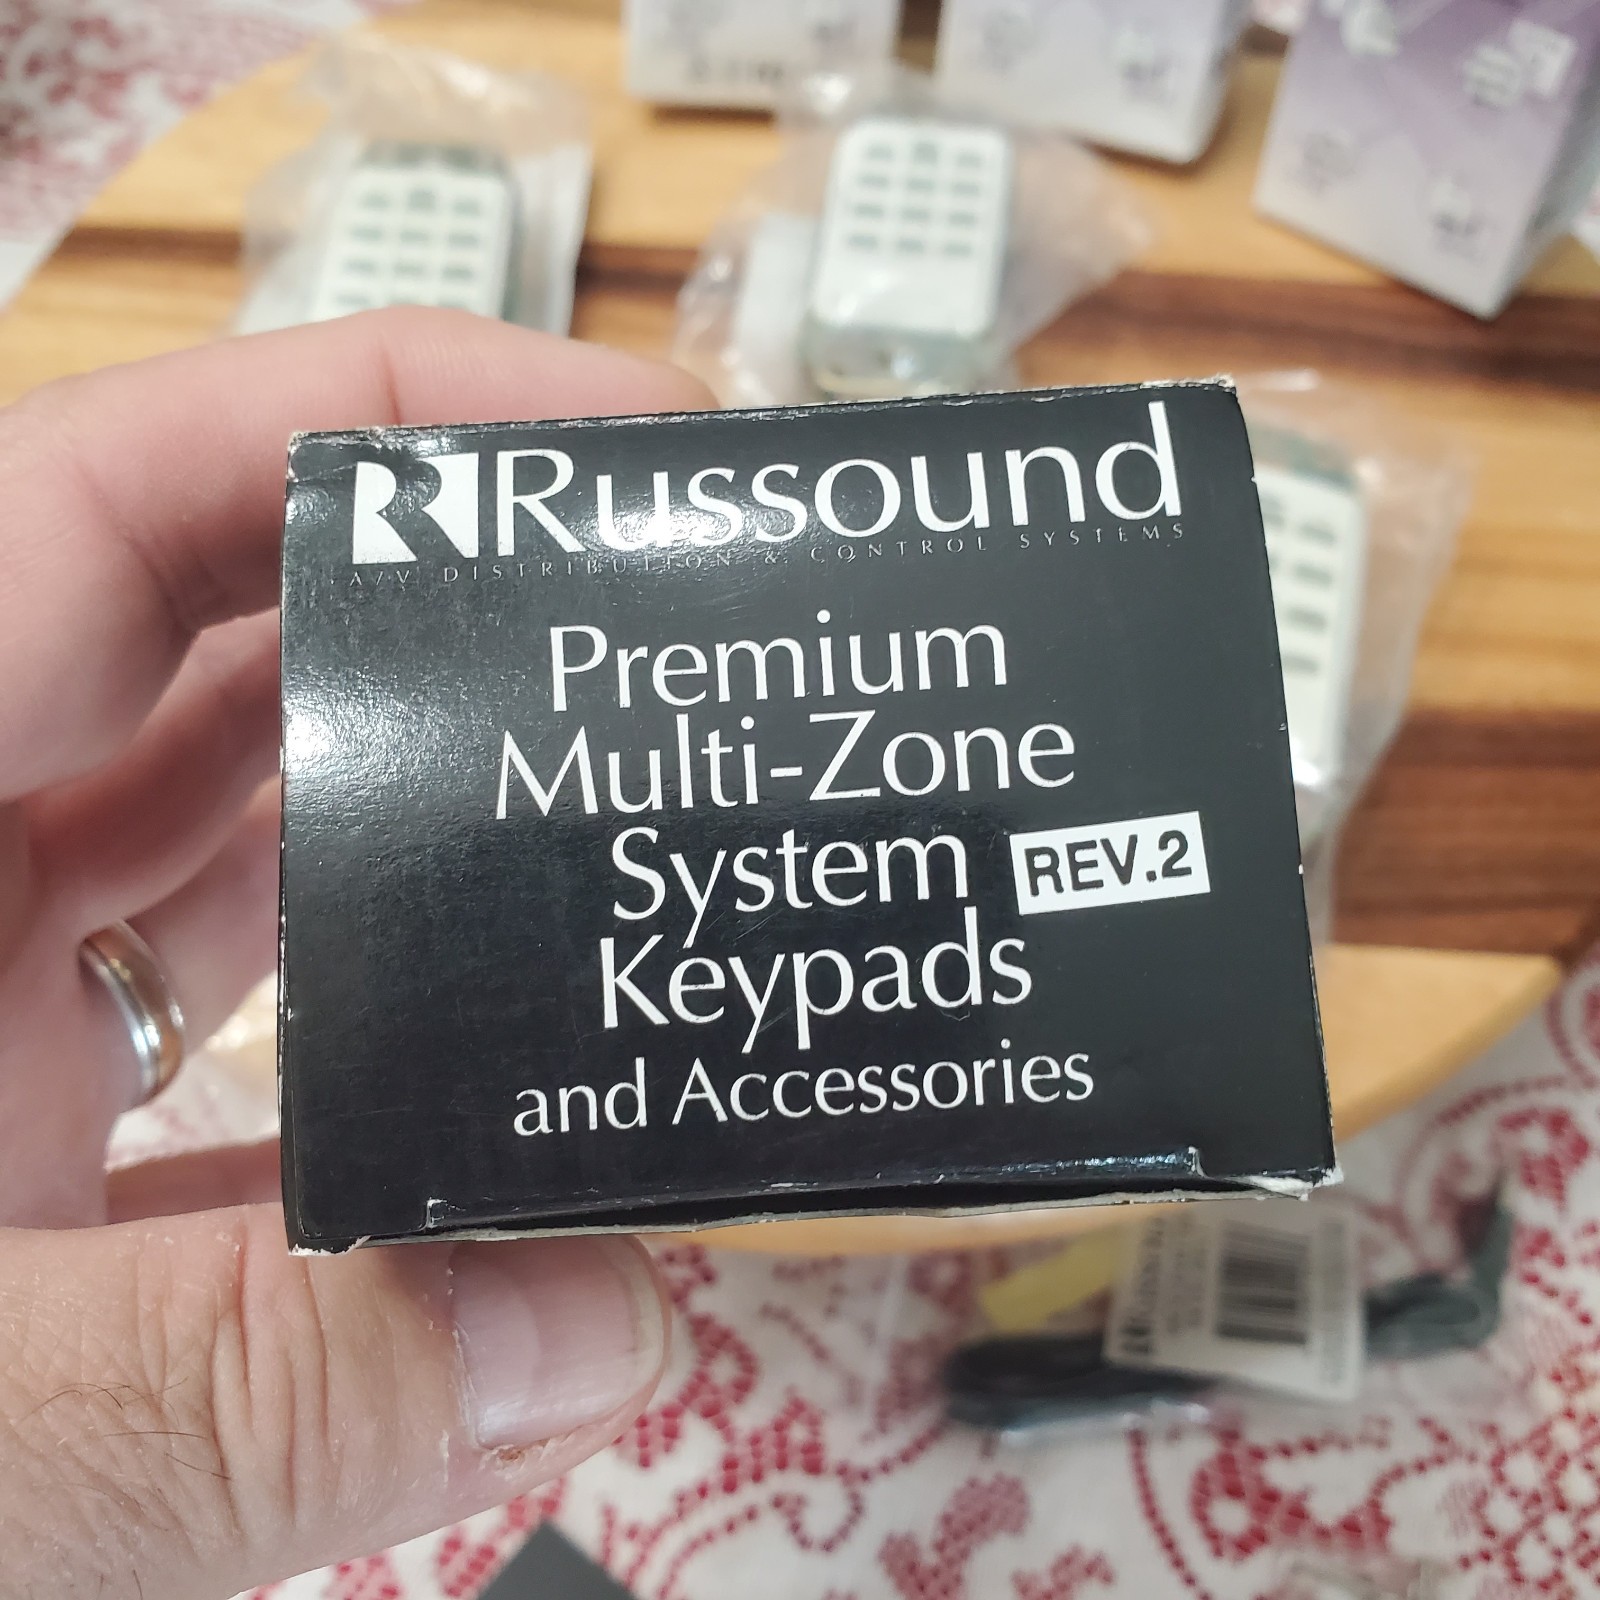 Russound
A/V DISTRIBUTION & CONTROL SYSTEMS
Premium
Multi-Zone
System REV.2
Keypads
and Accessories